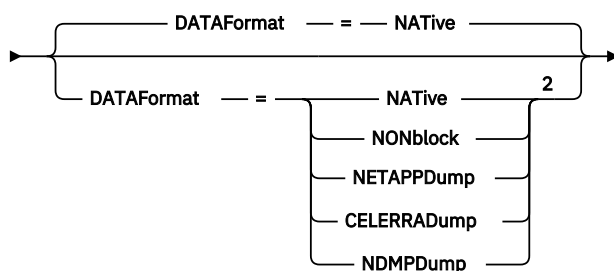 DATAFormat = NATive
DATAFormat = NATive 2
NONblock
NETAPPDump
CELERRADump
NDMPDump